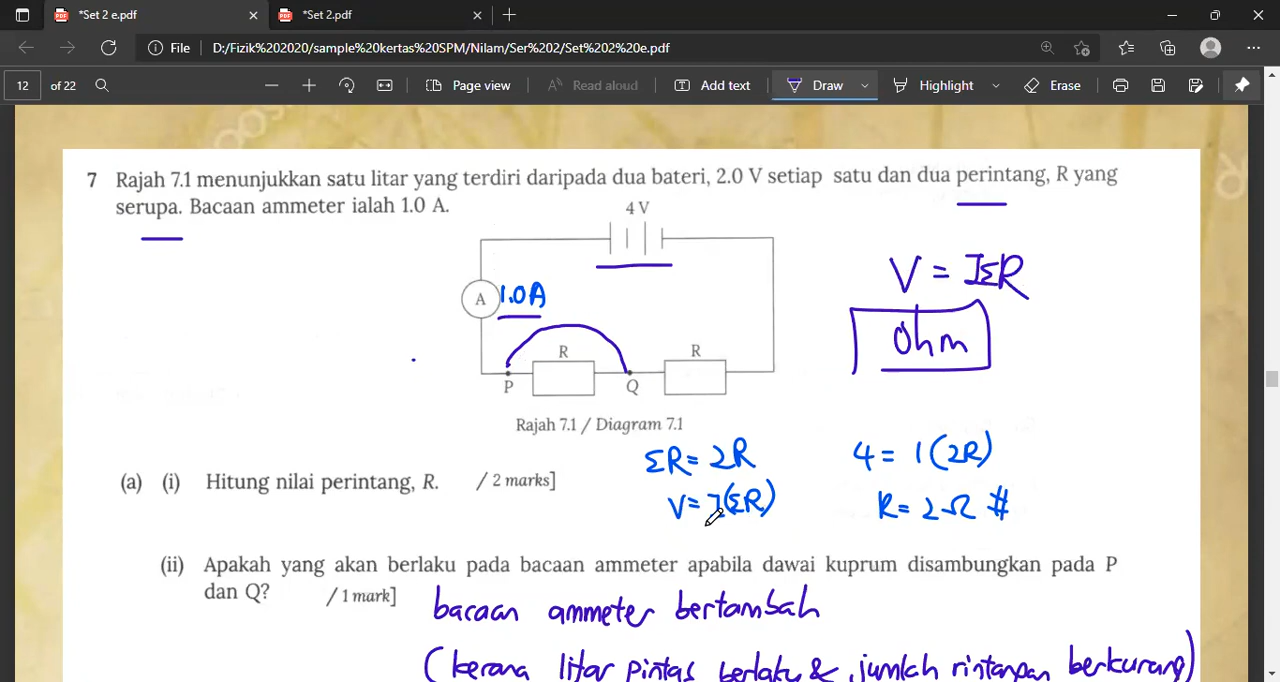 *Set 2 e.pdf
*Set 2.pdf
File
D:/Fizik%202020/sample%20kertas%20SPM/Nilam/Ser%202/Set%202%20e.pdf
12 of 22
Page view
Read aloud
Add text
Draw
Highlight
Erase
7 Rajah 7.1 menunjukkan satu litar yang terdiri daripada dua bateri, 2.0 V setiap satu dan dua perintang, R yang
serupa. Bacaan ammeter ialah 1.0 A.
4 V
V = IΣR
A 1.0A
ohm
R R
P Q
Rajah 7.1 / Diagram 7.1
ΣR = 2R
4 = 1(2R)
(a) (i) Hitung nilai perintang, R. / 2 marks]
V = I(ΣR)
R = 2Ω #
(ii) Apakah yang akan berlaku pada bacaan ammeter apabila dawai kuprum disambungkan pada P
dan Q? / 1 mark]
bacaan ammeter bertambah
(kerana litar pintas berlaku & jumlah rintangan berkurang)